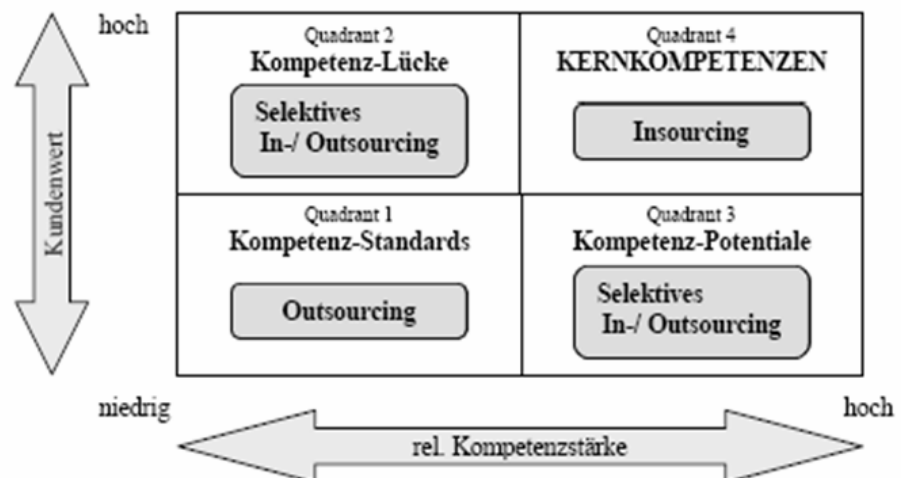 hoch
Quadrant 2
Kompetenz-Lücke
Selektives
In-/ Outsourcing
Quadrant 4
KERNKOMPETENZEN
Insourcing
Kundenwert
Quadrant 1
Kompetenz-Standards
Outsourcing
Quadrant 3
Kompetenz-Potentiale
Selektives
In-/ Outsourcing
niedrig
hoch
rel. Kompetenzstärke